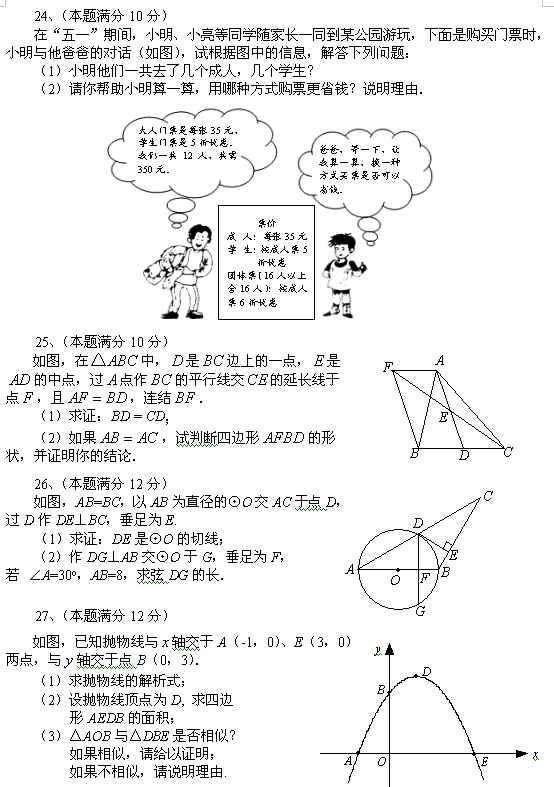 24、(本题满分 10 分)
在“五一”期间，小明、小亮等同学随家长一同到某公园游玩，下面是购买门票时，
小明与他爸爸的对话（如图)，试根据图中的信息，解答下列问题：
（1）小明他们一共去了几个成人，几个学生？
（2）请你帮助小明算一算，用哪种方式购票更省钱？说明理由.
大人门票是每张 35 元，
学生门票是 5 折优惠.
我们一共 12 人，共需
350 元.
爸爸，等一下，让
我算一算，换一种
方式买票是否可以
省钱.
票价
成 人：每张 35 元
学 生：按成人票 5
折优惠
团体票(16 人以上
含 16 人)：按成人
票 6 折优惠
25、(本题满分 10 分)
如图，在△ABC 中， D 是 BC 边上的一点， E 是
AD 的中点，过 A 点作 BC 的平行线交 CE 的延长线于
点 F ，且 AF = BD，连结 BF .
（1）求证：BD = CD,
（2）如果 AB = AC ，试判断四边形 AFBD 的形
状，并证明你的结论.
F
A
E
B
D
C
26、(本题满分 12 分)
如图，AB=BC，以 AB 为直径的⊙O 交 AC 于点 D，
过 D 作 DE⊥BC，垂足为 E.
（1）求证：DE 是⊙O 的切线；
（2）作 DG⊥AB 交⊙O 于 G，垂足为 F，
若 ∠A=30º，AB=8，求弦 DG 的长.
C
D
E
A
O
F
B
G
27、(本题满分 12 分)
如图，已知抛物线与 x 轴交于 A（-1，0)、E（3，0)
两点，与 y 轴交于点 B（0，3).
（1）求抛物线的解析式；
（2）设抛物线顶点为 D, 求四边
形 AEDB 的面积；
（3）△AOB 与△DBE 是否相似？
如果相似，请给以证明；
如果不相似，请说明理由.
y
D
B
A
O
E
x